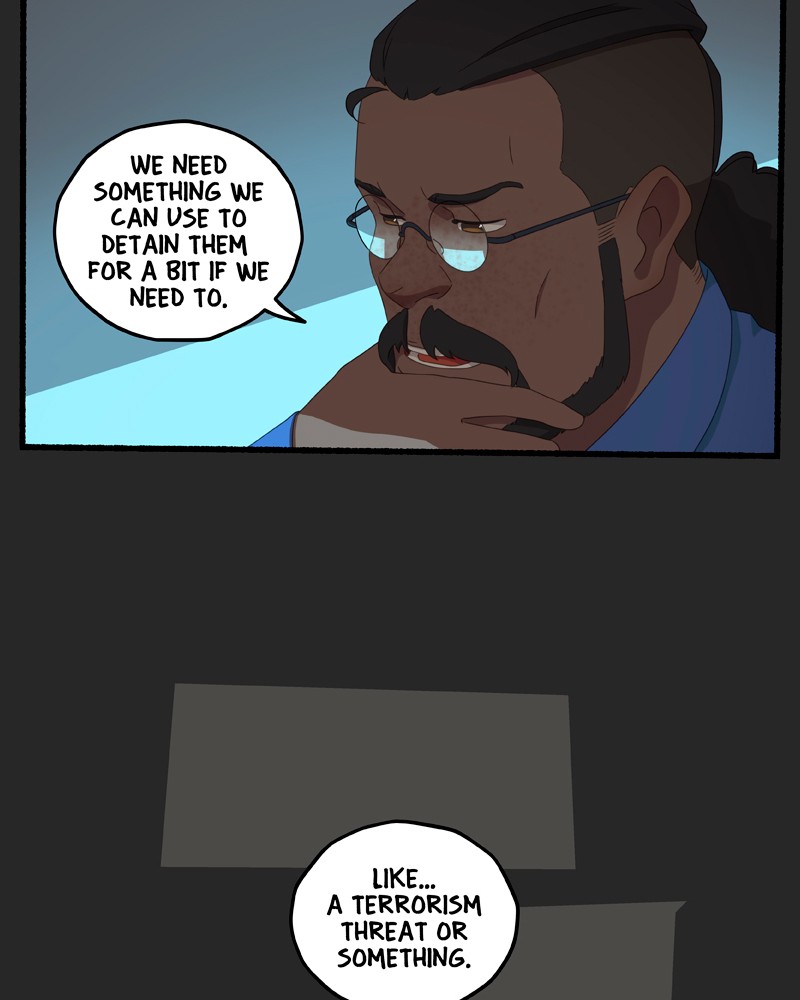 WE NEED
SOMETHING WE
CAN USE TO
DETAIN THEM
FOR A BIT IF WE
NEED TO.
LIKE...
A TERRORISM
THREAT OR
SOMETHING.